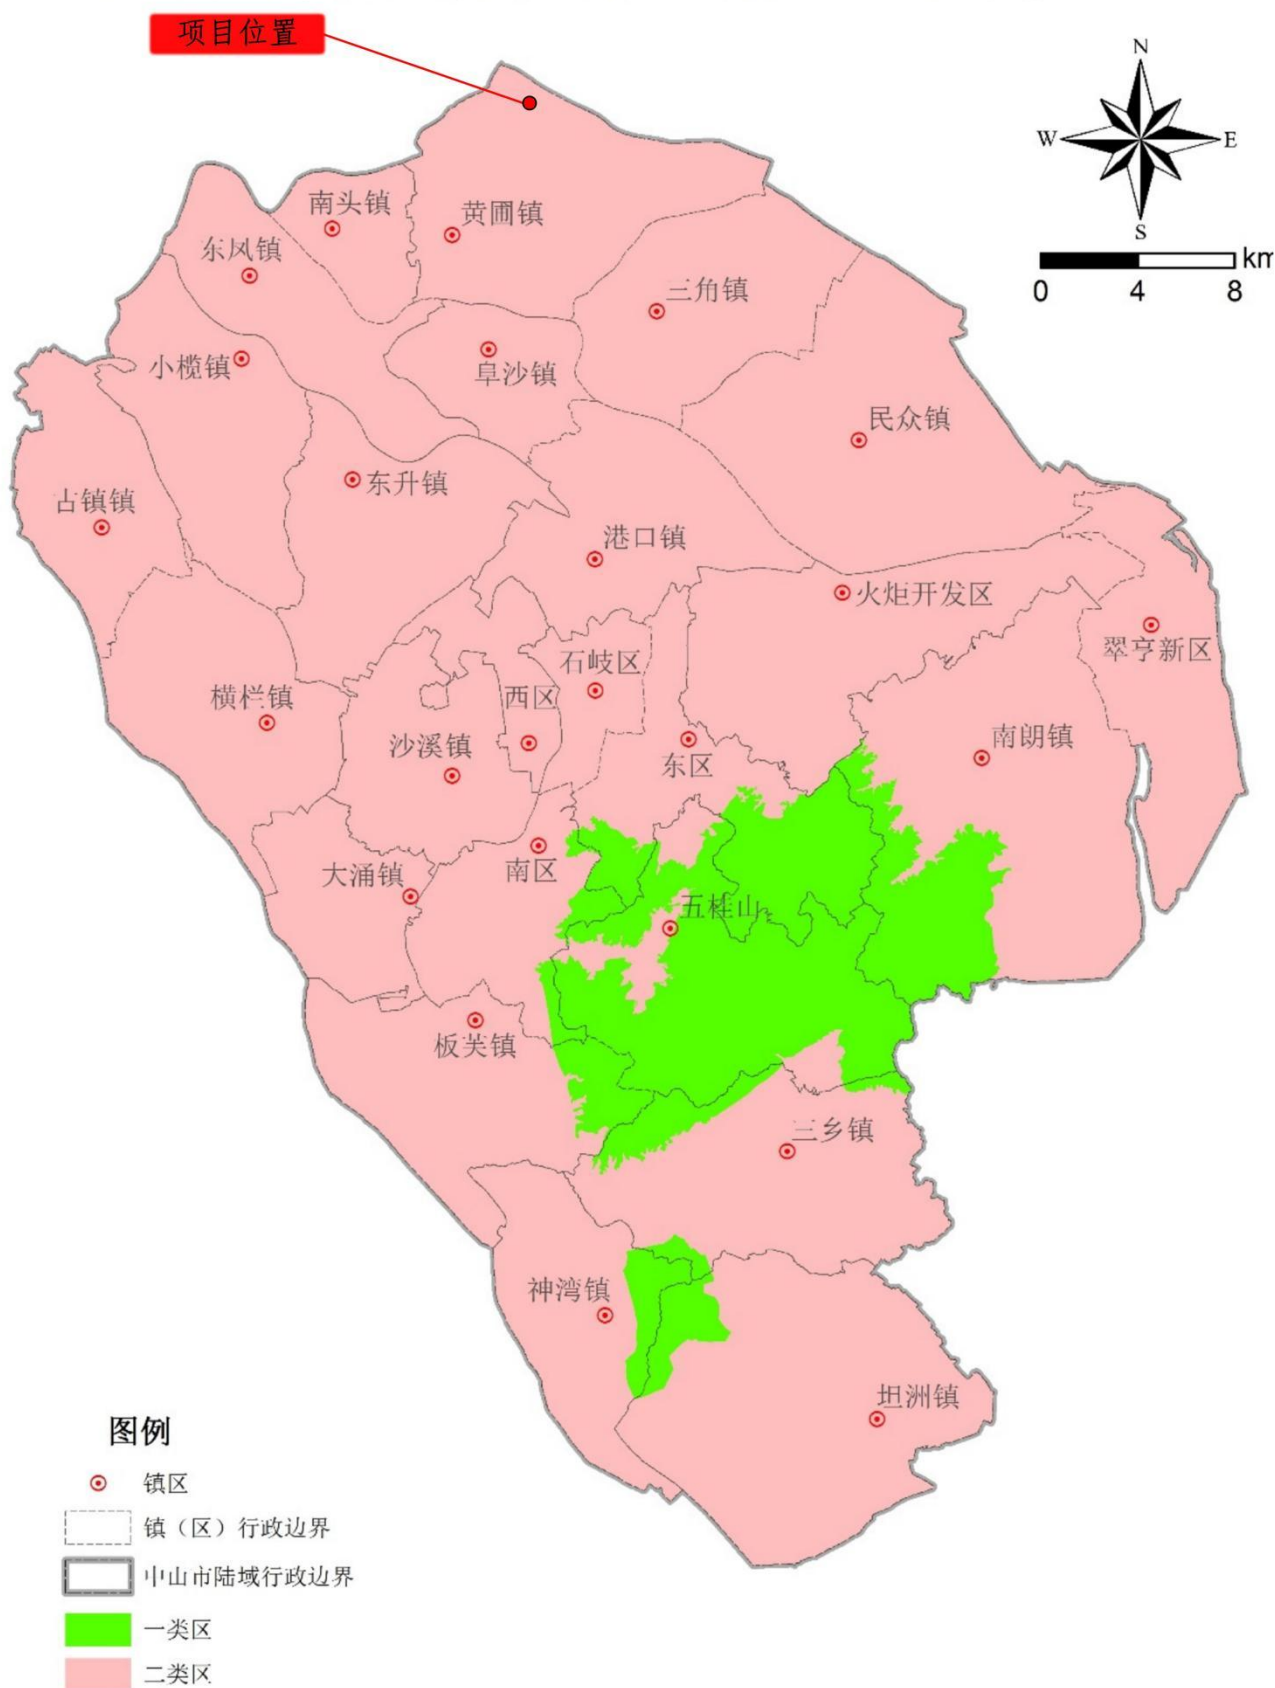 项目位置
N
W
E
S
km
0
4
8
南头镇
黄圃镇
东凤镇
三角镇
小榄镇
阜沙镇
民众镇
东升镇
古镇镇
港口镇
火炬开发区
翠亨新区
石岐区
横栏镇
西区
沙溪镇
东区
南朗镇
大涌镇
南区
五桂山
板芙镇
三乡镇
神湾镇
坦洲镇
图例
镇区
镇（区）行政边界
中山市陆域行政边界
一类区
二类区